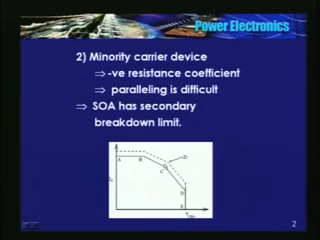 Power Electronics
2) Minority carrier device
⇒ -ve resistance coefficient
⇒ paralleling is difficult
⇒ SOA has secondary
breakdown limit.
A
B
C
D
E
2